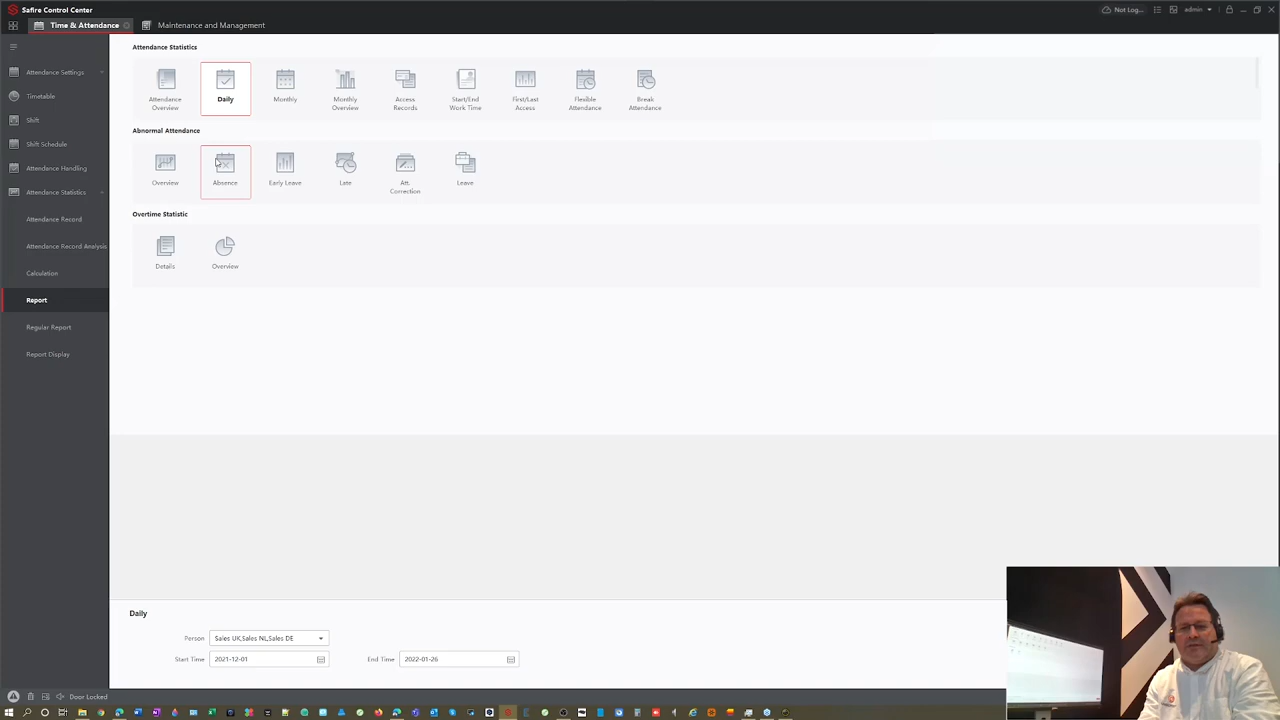 Safire Control Center
Not Log...
admin
Time & Attendance
Maintenance and Management
Attendance Settings
Timetable
Shift
Shift Schedule
Attendance Handling
Attendance Statistics
Attendance Record
Attendance Record Analysis
Calculation
Report
Regular Report
Report Display
Attendance Statistics
Attendance
Overview
Daily
Monthly
Monthly
Overview
Access
Records
Start/End
Work Time
First/Last
Access
Flexible
Attendance
Break
Attendance
Abnormal Attendance
Overview
Absence
Early Leave
Late
Att.
Correction
Leave
Overtime Statistic
Details
Overview
Daily
Person
Sales UK,Sales NL,Sales DE
Start Time
2021-12-01
End Time
2022-01-26
Door Locked